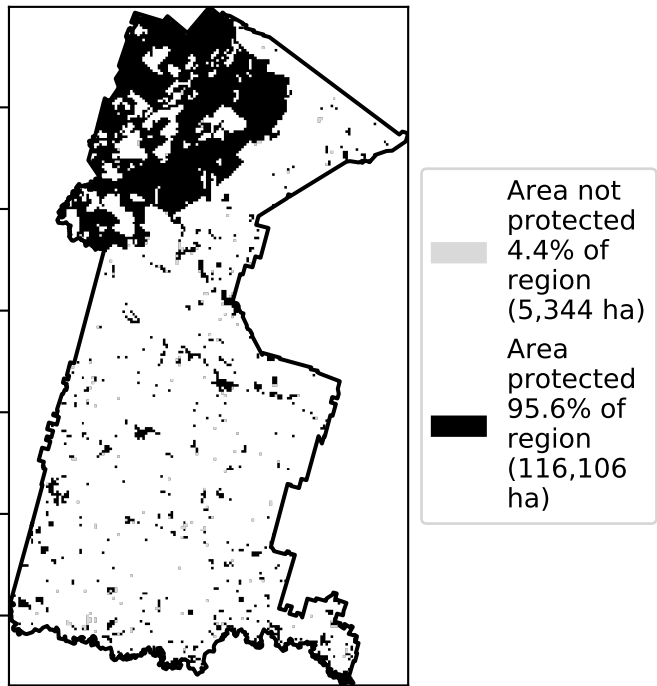 Area not
protected
4.4% of
region
(5,344 ha)
Area
protected
95.6% of
region
(116,106
ha)